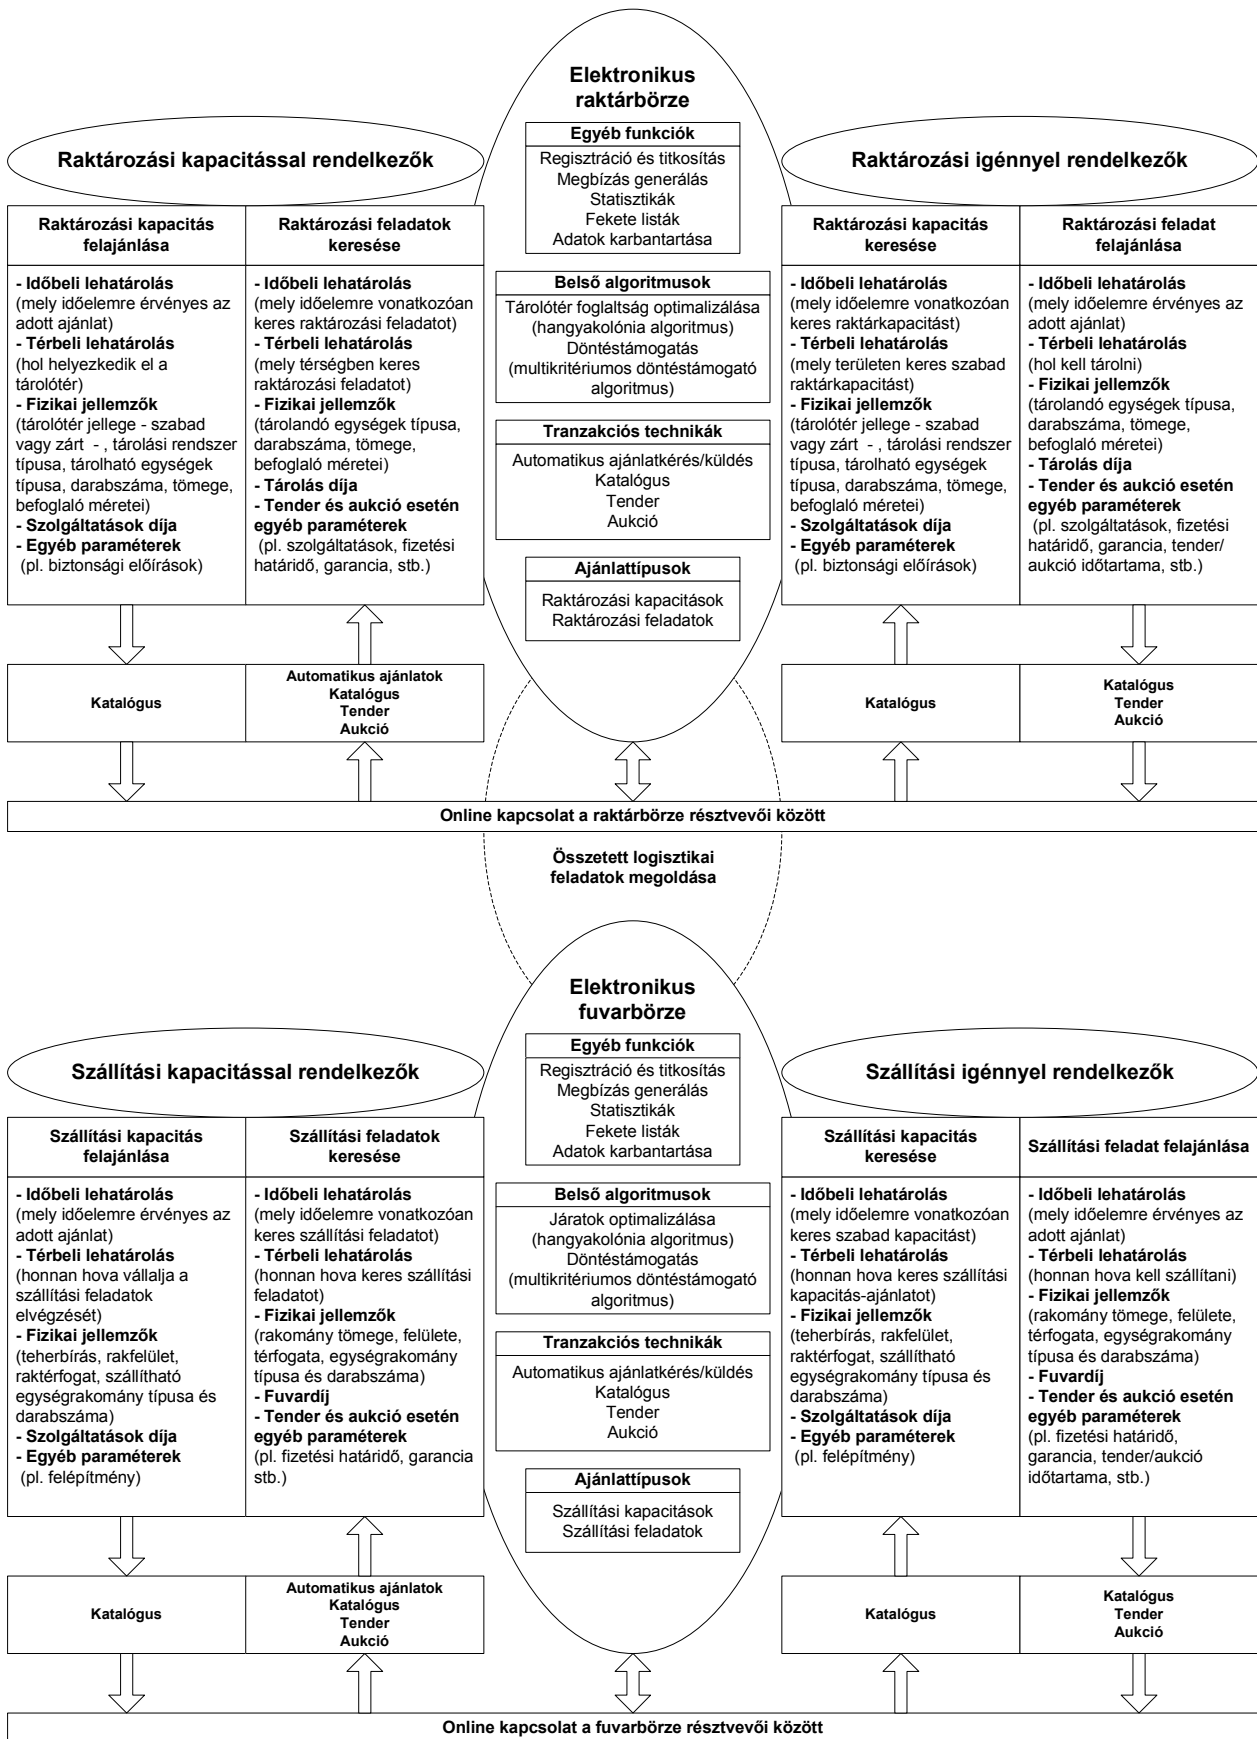 Elektronikus
raktárbörze
Egyéb funkciók
Regisztráció és titkosítás
Megbízás generálás
Statisztikák
Fekete listák
Adatok karbantartása
Belső algoritmusok
Tárolótér foglaltság optimalizálása
(hangyakolónia algoritmus)
Döntéstámogatás
(multikritériumos döntéstámogató
algoritmus)
Tranzakciós technikák
Automatikus ajánlatkérés/küldés
Katalógus
Tender
Aukció
Ajánlattípusok
Raktározási kapacitások
Raktározási feladatok
Raktározási kapacitással rendelkezők
Raktározási kapacitás
felajánlása
- Időbeli lehatárolás
(mely időelemre érvényes az
adott ajánlat)
- Térbeli lehatárolás
(hol helyezkedik el a
tárolótér)
- Fizikai jellemzők
(tárolótér jellege - szabad
vagy zárt - , tárolási rendszer
típusa, tárolható egységek
típusa, darabszáma, tömege,
befoglaló méretei)
- Szolgáltatások díja
- Egyéb paraméterek
(pl. biztonsági előírások)
Katalógus
Raktározási feladatok
keresése
- Időbeli lehatárolás
(mely időelemre vonatkozóan
keres raktározási feladatot)
- Térbeli lehatárolás
(mely térségben keres
raktározási feladatot)
- Fizikai jellemzők
(tárolandó egységek típusa,
darabszáma, tömege,
befoglaló méretei)
- Tárolás díja
- Tender és aukció esetén
egyéb paraméterek
(pl. szolgáltatások, fizetési
határidő, garancia, stb.)
Automatikus ajánlatok
Katalógus
Tender
Aukció
Raktározási igénnyel rendelkezők
Raktározási kapacitás
keresése
- Időbeli lehatárolás
(mely időelemre vonatkozóan
keres raktárkapacitást)
- Térbeli lehatárolás
(mely területen keres szabad
raktárkapacitást)
- Fizikai jellemzők
(tárolótér jellege - szabad
vagy zárt - , tárolási rendszer
típusa, tárolható egységek
típusa, darabszáma, tömege,
befoglaló méretei)
- Szolgáltatások díja
- Egyéb paraméterek
(pl. biztonsági előírások)
Katalógus
Raktározási feladat
felajánlása
- Időbeli lehatárolás
(mely időelemre érvényes az
adott ajánlat)
- Térbeli lehatárolás
(hol kell tárolni)
- Fizikai jellemzők
(tárolandó egységek típusa,
darabszáma, tömege,
befoglaló méretei)
- Tárolás díja
- Tender és aukció esetén
egyéb paraméterek
(pl. szolgáltatások, fizetési
határidő, garancia, tender/
aukció időtartama, stb.)
Katalógus
Tender
Aukció
Online kapcsolat a raktárbörze résztvevői között
Összetett logisztikai
feladatok megoldása
Elektronikus
fuvarbörze
Egyéb funkciók
Regisztráció és titkosítás
Megbízás generálás
Statisztikák
Fekete listák
Adatok karbantartása
Belső algoritmusok
Járatok optimalizálása
(hangyakolónia algoritmus)
Döntéstámogatás
(multikritériumos döntéstámogató
algoritmus)
Tranzakciós technikák
Automatikus ajánlatkérés/küldés
Katalógus
Tender
Aukció
Ajánlattípusok
Szállítási kapacitások
Szállítási feladatok
Szállítási kapacitással rendelkezők
Szállítási kapacitás
felajánlása
- Időbeli lehatárolás
(mely időelemre érvényes az
adott ajánlat)
- Térbeli lehatárolás
(honnan hova vállalja a
szállítási feladatok
elvégzését)
- Fizikai jellemzők
(teherbírás, rakfelület,
raktérfogat, szállítható
egységrakomány típusa és
darabszáma)
- Szolgáltatások díja
- Egyéb paraméterek
(pl. felépítmény)
Katalógus
Szállítási feladatok
keresése
- Időbeli lehatárolás
(mely időelemre vonatkozóan
keres szállítási feladatot)
- Térbeli lehatárolás
(honnan hova keres szállítási
feladatot)
- Fizikai jellemzők
(rakomány tömege, felülete,
térfogata, egységrakomány
típusa és darabszáma)
- Fuvardíj
- Tender és aukció esetén
egyéb paraméterek
(pl. fizetési határidő, garancia
stb.)
Automatikus ajánlatok
Katalógus
Tender
Aukció
Szállítási igénnyel rendelkezők
Szállítási kapacitás
keresése
- Időbeli lehatárolás
(mely időelemre vonatkozóan
keres szabad kapacitást)
- Térbeli lehatárolás
(honnan hova keres szállítási
kapacitás-ajánlatot)
- Fizikai jellemzők
(teherbírás, rakfelület,
raktérfogat, szállítható
egységrakomány típusa és
darabszáma)
- Szolgáltatások díja
- Egyéb paraméterek
(pl. felépítmény)
Katalógus
Szállítási feladat felajánlása
- Időbeli lehatárolás
(mely időelemre érvényes az
adott ajánlat)
- Térbeli lehatárolás
(honnan hova kell szállítani)
- Fizikai jellemzők
(rakomány tömege, felülete,
térfogata, egységrakomány
típusa és darabszáma)
- Fuvardíj
- Tender és aukció esetén
egyéb paraméterek
(pl. fizetési határidő,
garancia, tender/aukció
időtartama, stb.)
Katalógus
Tender
Aukció
Online kapcsolat a fuvarbörze résztvevői között